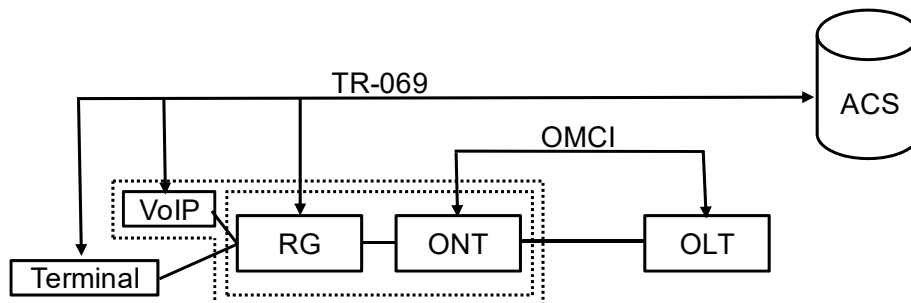 TR-069
ACS
OMCI
VoIP
RG
ONT
OLT
Terminal